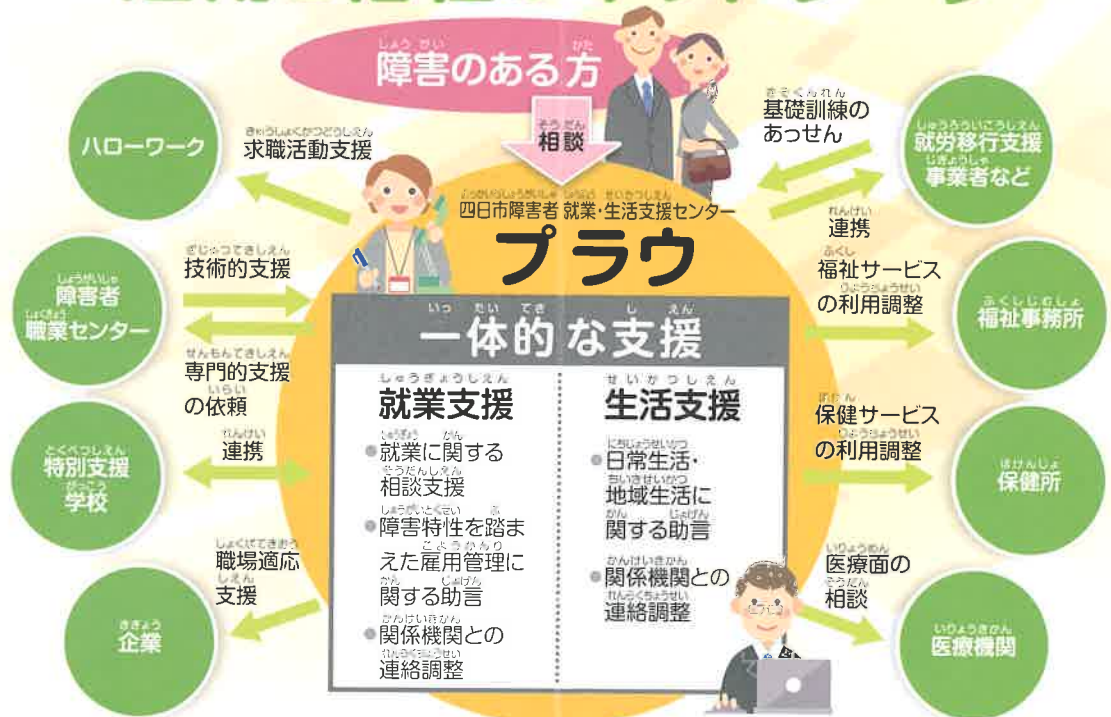 障害のある方
相談
ハローワーク
求職活動支援
基礎訓練の
あっせん
就労移行支援
事業者など
連携
四日市障害者 就業・生活支援センター
プラウ
障害者
職業センター
技術的支援
専門的支援
の依頼
福祉サービス
の利用調整
福祉事務所
一体的な支援
就業支援
●就業に関する
相談支援
●障害特性を踏ま
えた雇用管理に
関する助言
●関係機関との
連絡調整
生活支援
●日常生活・
地域生活に
関する助言
●関係機関との
連絡調整
特別支援
学校
連携
保健サービス
の利用調整
保健所
職場適応
支援
企業
医療面の
相談
医療機関